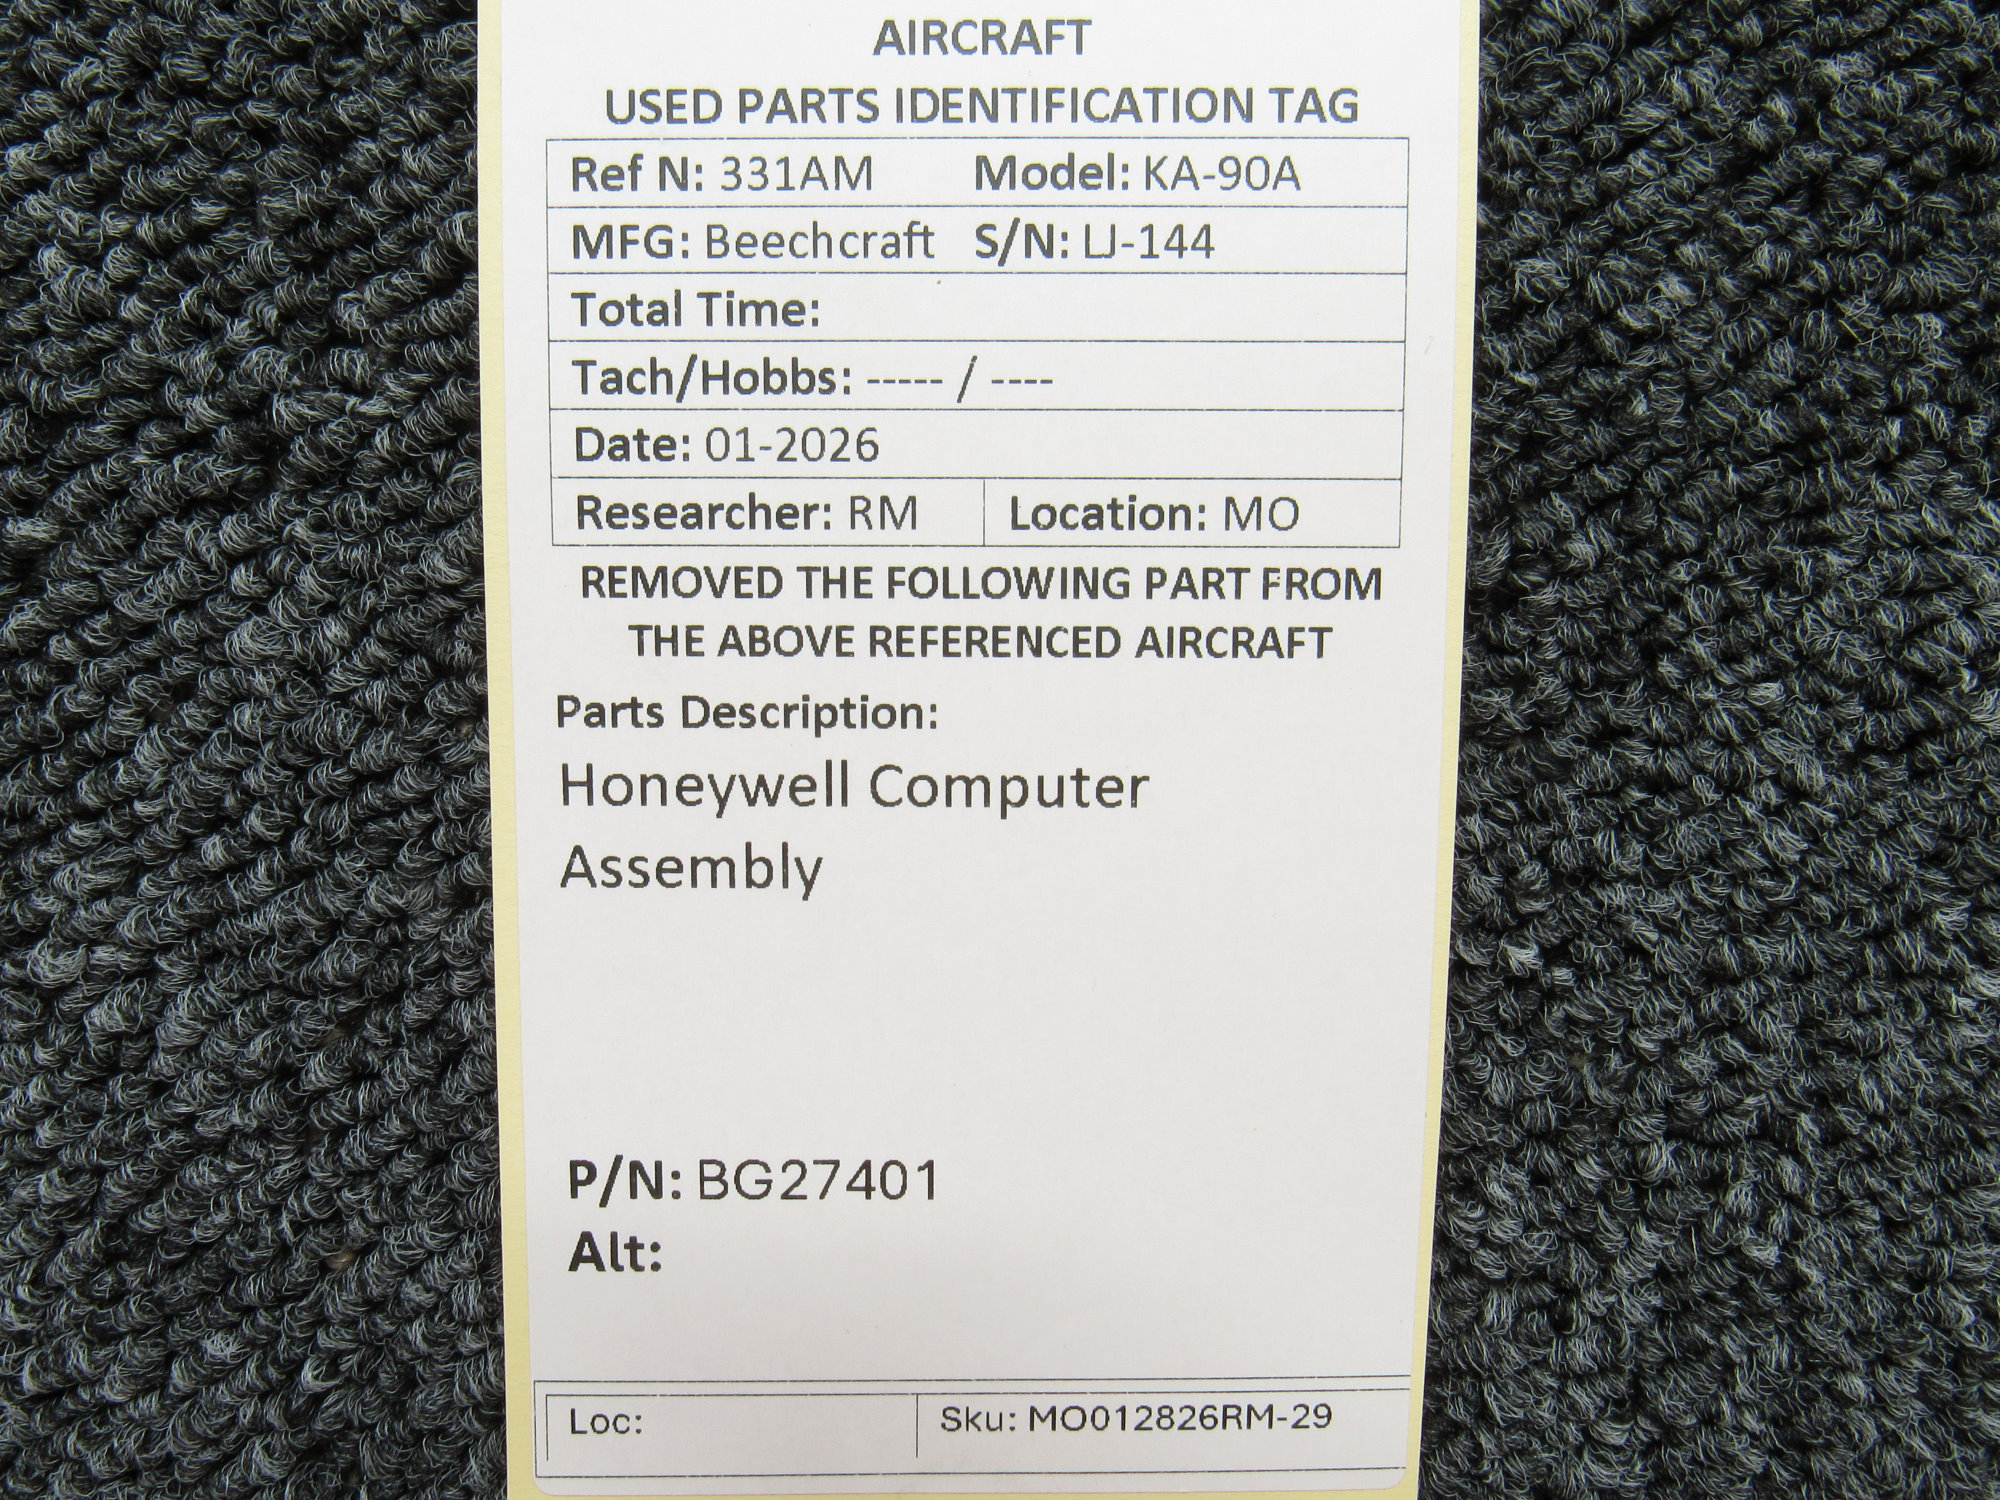 AIRCRAFT
USED PARTS IDENTIFICATION TAG
Ref N: 331AM Model: KA-90A
MFG: Beechcraft S/N: LJ-144
Total Time:
Tach/Hobbs: ----- / ----
Date: 01-2026
Researcher: RM Location: MO
REMOVED THE FOLLOWING PART FROM
THE ABOVE REFERENCED AIRCRAFT
Parts Description:
Honeywell Computer
Assembly
P/N: BG27401
Alt:
Loc: Sku: MO012826RM-29